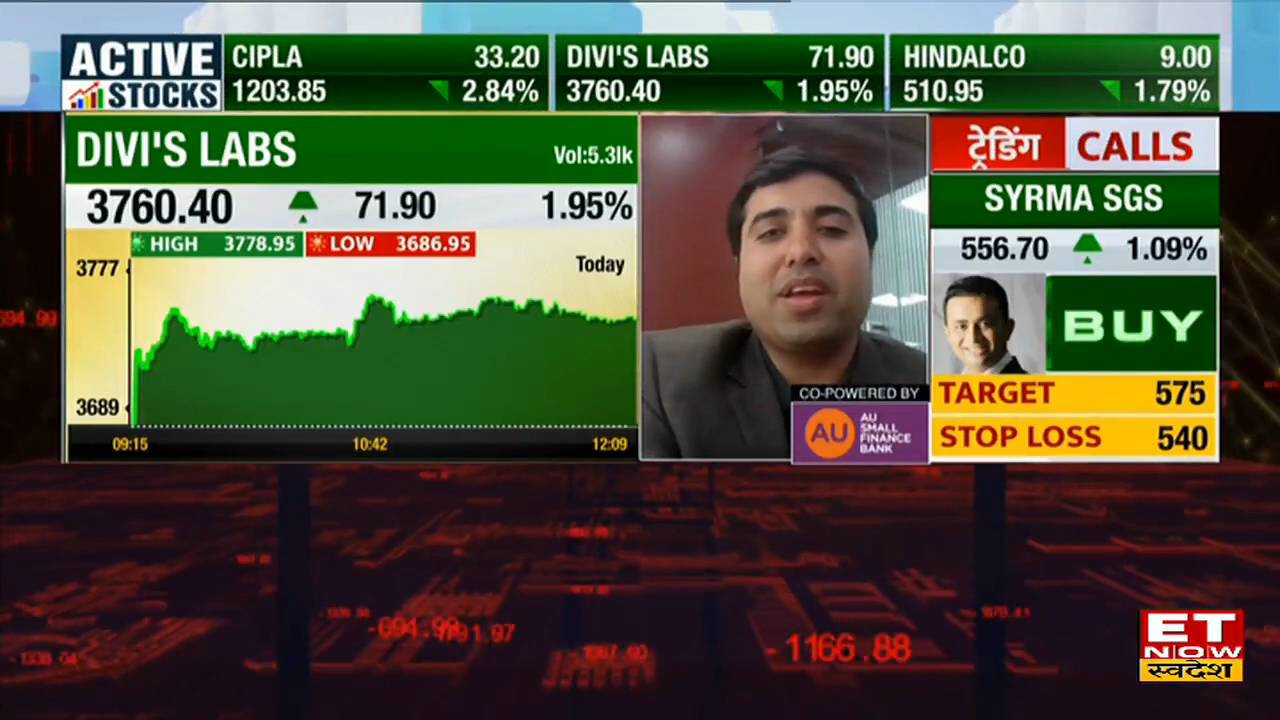 ACTIVE STOCKS
CIPLA 33.20
1203.85 2.84%
DIVI'S LABS 71.90
3760.40 1.95%
HINDALCO 9.00
510.95 1.79%
DIVI'S LABS Vol:5.3lk
3760.40 71.90 1.95%
HIGH 3778.95 LOW 3686.95
Today
3777
3689
09:15 10:42 12:09
CO-POWERED BY
AU
AU
SMALL
FINANCE
BANK
ट्रेडिंग CALLS
SYRMA SGS
556.70 1.09%
BUY
TARGET 575
STOP LOSS 540
-1166.88
ET
NOW
स्वदेश